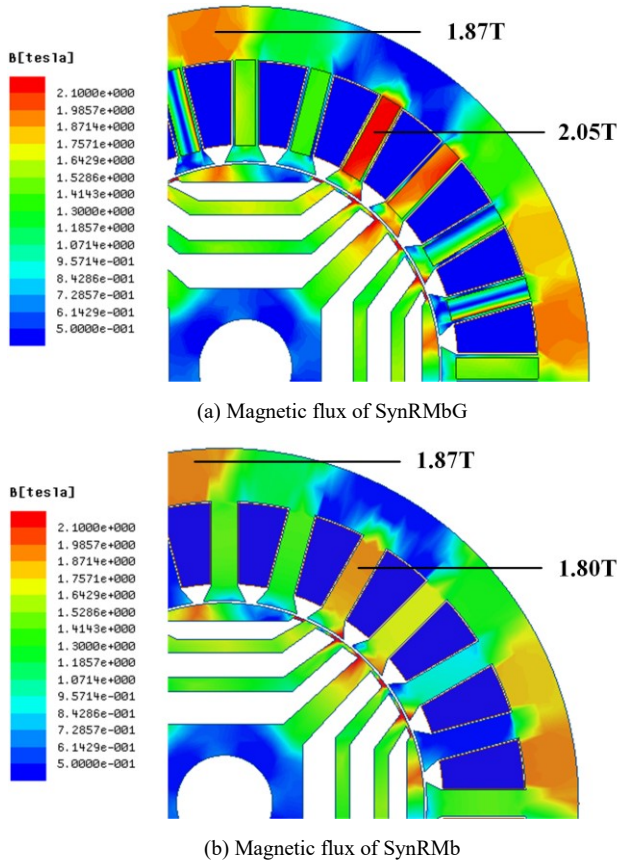 1.87T
B[tesla]
2.1000e+000
1.9857e+000
1.8714e+000
1.7571e+000
1.6429e+000
1.5286e+000
1.4143e+000
1.3000e+000
1.1857e+000
1.0714e+000
9.5714e-001
8.4286e-001
7.2857e-001
6.1429e-001
5.0000e-001
2.05T
(a) Magnetic flux of SynRMbG
1.87T
B[tesla]
2.1000e+000
1.9857e+000
1.8714e+000
1.7571e+000
1.6429e+000
1.5286e+000
1.4143e+000
1.3000e+000
1.1857e+000
1.0714e+000
9.5714e-001
8.4286e-001
7.2857e-001
6.1429e-001
5.0000e-001
1.80T
(b) Magnetic flux of SynRMb